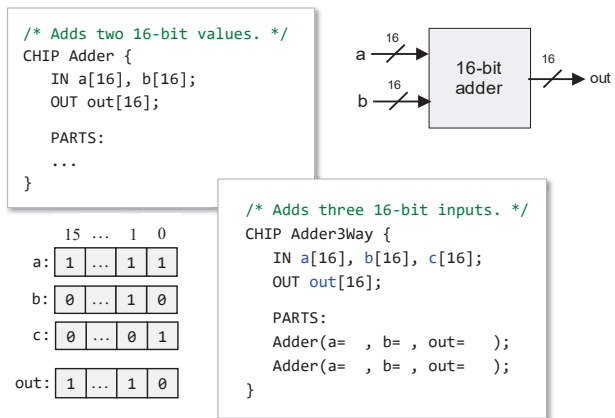 /* Adds two 16-bit values. */
CHIP Adder {
IN a[16], b[16];
OUT out[16];
PARTS:
...
}
16
a
16
b
16-bit
adder
16
out
/* Adds three 16-bit inputs. */
CHIP Adder3Way {
IN a[16], b[16], c[16];
OUT out[16];
PARTS:
Adder(a=  , b= , out=   );
Adder(a=  , b= , out=   );
}
15 ... 1 0
a: 1 ... 1 1
b: 0 ... 1 0
c: 0 ... 0 1
out: 1 ... 1 0